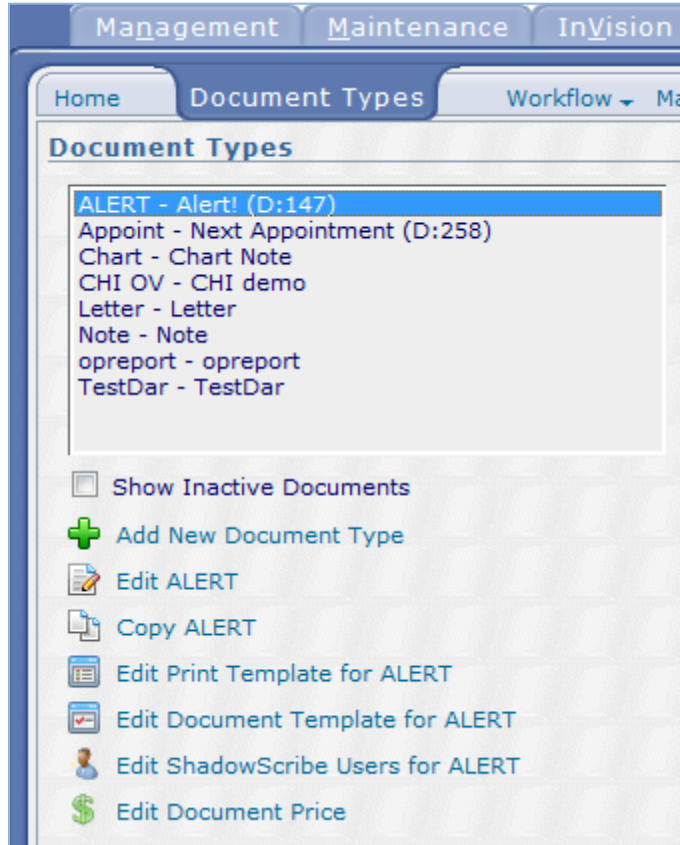 Management Maintenance InVision
Home Document Types Workflow
Document Types
ALERT - Alert! (D:147)
Appoint - Next Appointment (D:258)
Chart - Chart Note
CHI OV - CHI demo
Letter - Letter
Note - Note
opreport - opreport
TestDar - TestDar
Show Inactive Documents
Add New Document Type
Edit ALERT
Copy ALERT
Edit Print Template for ALERT
Edit Document Template for ALERT
Edit ShadowScribe Users for ALERT
Edit Document Price